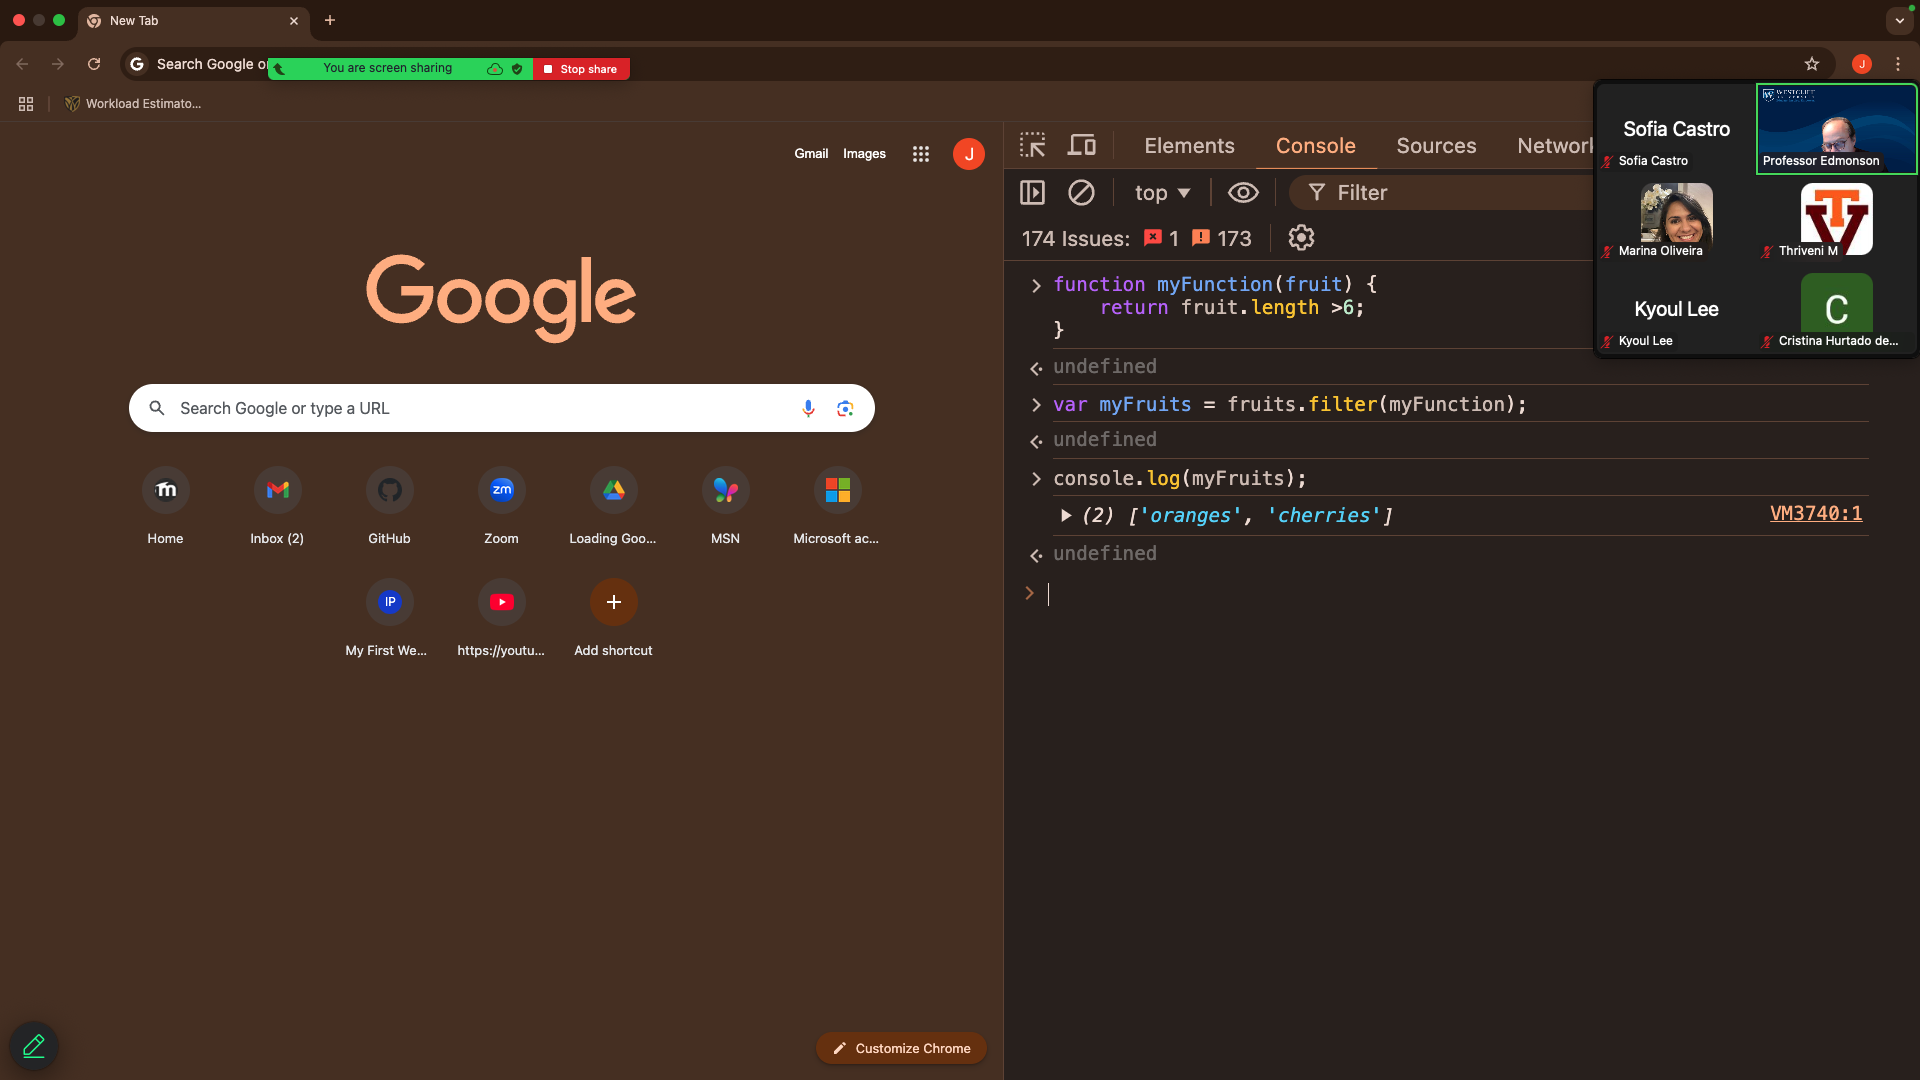 New Tab
Search Google o
You are screen sharing
Stop share
Workload Estimato...
Gmail
Images
J
J
Google
Search Google or type a URL
Home
Inbox (2)
GitHub
zm
Zoom
Loading Goo...
MSN
Microsoft ac...
IP
My First We...
https://youtu...
Add shortcut
Customize Chrome
Elements
Console
Sources
Network
top
Filter
174 Issues: 1 173
function myFunction(fruit) {
return fruit.length >6;
}
undefined
var myFruits = fruits.filter(myFunction);
undefined
console.log(myFruits);
(2) ['oranges', 'cherries']
VM3740:1
undefined
Sofia Castro
Sofia Castro
WESTCLIFF
Professor Edmonson
Marina Oliveira
Thriveni M
Kyoul Lee
Kyoul Lee
C
Cristina Hurtado de...